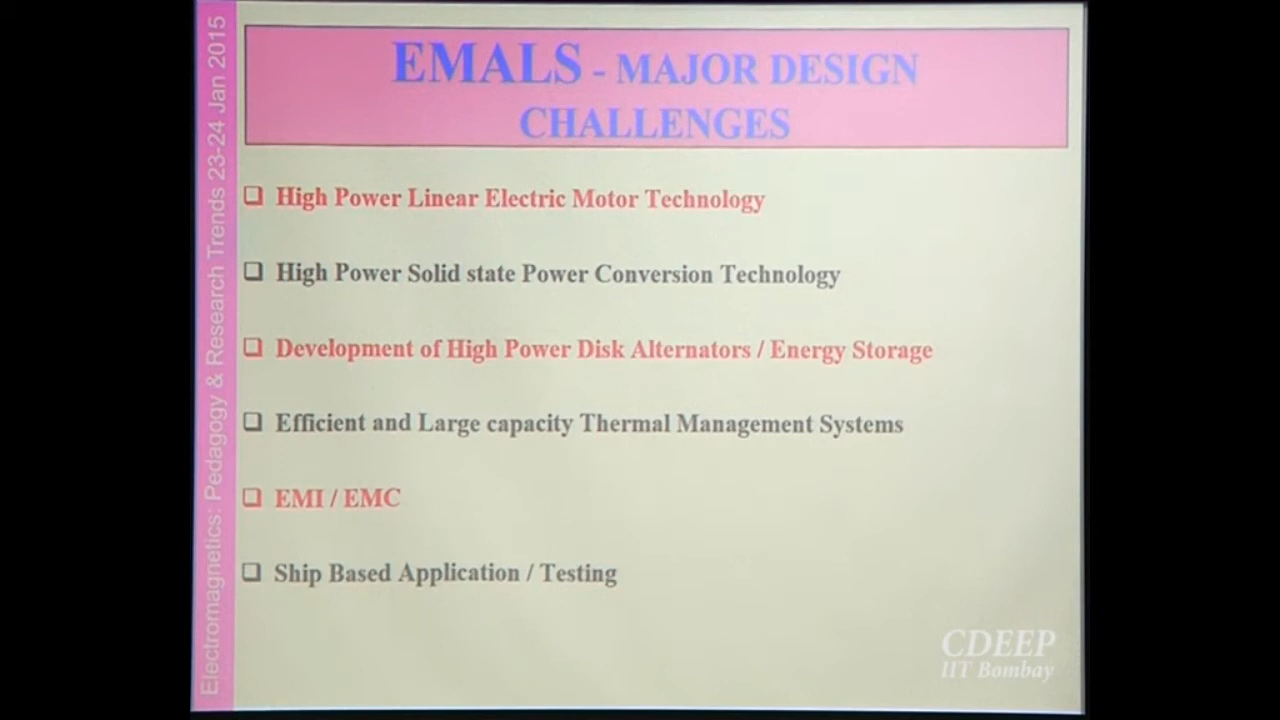 Electromagnetics: Pedagogy & Research Trends 23-24 Jan 2015
EMALS - MAJOR DESIGN
CHALLENGES
High Power Linear Electric Motor Technology
High Power Solid state Power Conversion Technology
Development of High Power Disk Alternators / Energy Storage
Efficient and Large capacity Thermal Management Systems
EMI / EMC
Ship Based Application / Testing
CDEEP
IIT Bombay